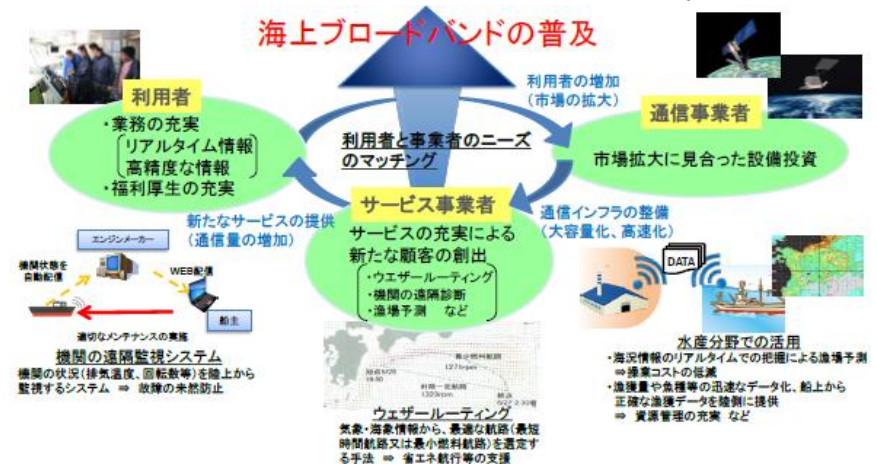 海上ブロードバンドの普及
利用者
・業務の充実
リアルタイム情報
高精度な情報
・福利厚生の充実
利用者の増加
（市場の拡大）
通信事業者
市場拡大に見合った設備投資
利用者と事業者のニーズ
のマッチング
新たなサービスの提供
（通信量の増加）
サービス事業者
サービスの充実による
新たな顧客の創出
・ウエザールーティング
・機関の遠隔診断
・漁場予測 など
通信インフラの整備
（大容量化、高速化）
エンジンメーカー
機関状態を
自動配信
WEB配信
船主
適切なメンテナンスの実施
機関の遠隔監視システム
機関の状況（排気温度、回転数等）を陸上から
監視するシステム ⇒ 故障の未然防止
最少燃料航路
1271rpm
1329rpm
ウェザールーティング
気象・海象情報から、最適な航路（最短
時間航路又は最小燃料航路）を選定す
る手法 ⇒ 省エネ航行等の支援
DATA
水産分野での活用
・海況情報のリアルタイムでの把握による漁場予測
⇒操業コストの低減
・漁獲量や魚種等の迅速なデータ化、船上から
正確な漁獲データを陸側に提供
⇒ 資源管理の充実 など